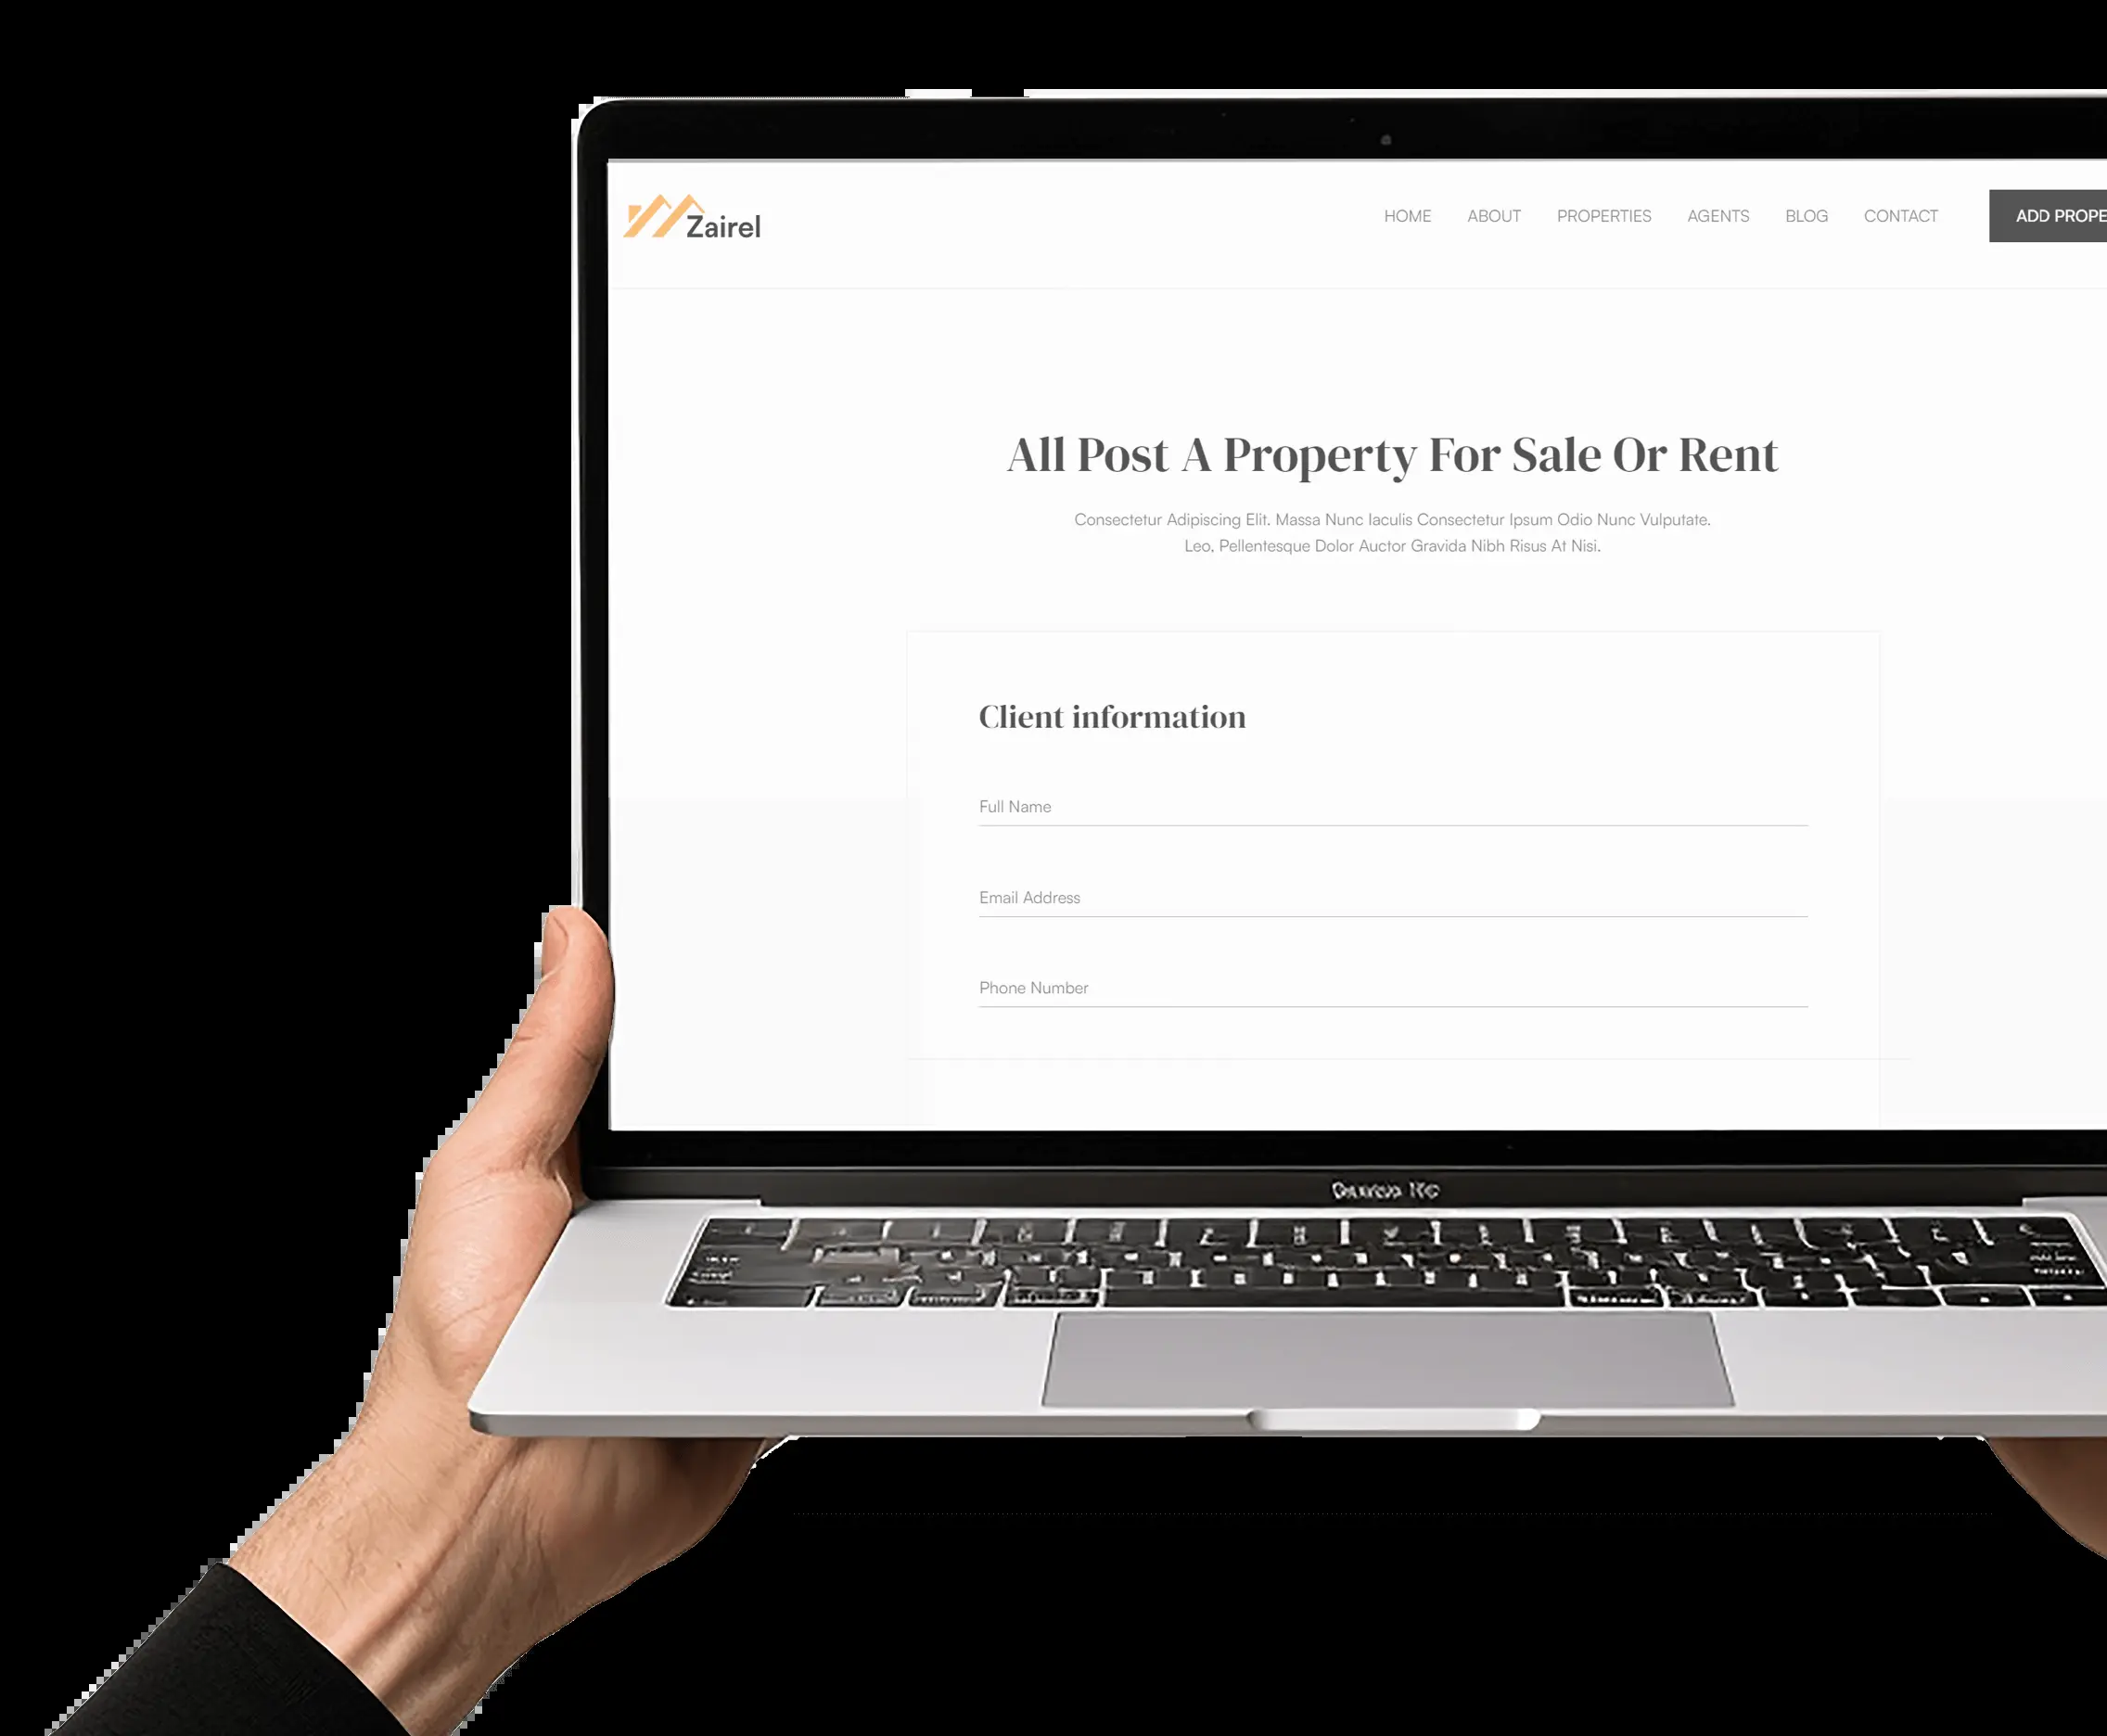 Zairel
HOME ABOUT PROPERTIES AGENTS BLOG CONTACT ADD PROPE
All Post A Property For Sale Or Rent
Consectetur Adipiscing Elit. Massa Nunc Iaculis Consectetur Ipsum Odio Nunc Vulputate.
Leo, Pellentesque Dolor Auctor Gravida Nibh Risus At Nisi.
Client information
Full Name
Email Address
Phone Number